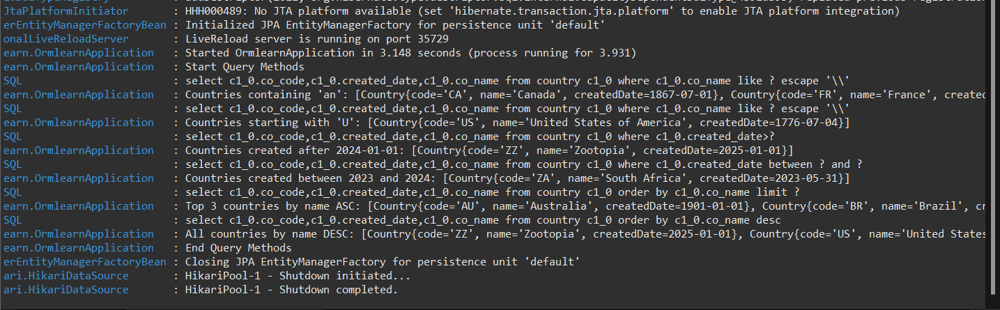 JtaPlatformInitiator : HHH000489: No JTA platform available (set 'hibernate.transaction.jta.platform' to enable JTA platform integration)
erEntityManagerFactoryBean : Initialized JPA EntityManagerFactory for persistence unit 'default'
onalLiveReloadServer : LiveReload server is running on port 35729
earn.OrmlearnApplication : Started OrmlearnApplication in 3.148 seconds (process running for 3.931)
earn.OrmlearnApplication : Start Query Methods
SQL : select c1_0.co_code,c1_0.created_date,c1_0.co_name from country c1_0 where c1_0.co_name like ? escape '\\'
earn.OrmlearnApplication : Countries containing 'an': [Country{code='CA', name='Canada', createdDate=1867-07-01}, Country{code='FR', name='France', created
SQL : select c1_0.co_code,c1_0.created_date,c1_0.co_name from country c1_0 where c1_0.co_name like ? escape '\\'
earn.OrmlearnApplication : Countries starting with 'U': [Country{code='US', name='United States of America', createdDate=1776-07-04}]
SQL : select c1_0.co_code,c1_0.created_date,c1_0.co_name from country c1_0 where c1_0.created_date>?
earn.OrmlearnApplication : Countries created after 2024-01-01: [Country{code='ZZ', name='Zootopia', createdDate=2025-01-01}]
SQL : select c1_0.co_code,c1_0.created_date,c1_0.co_name from country c1_0 where c1_0.created_date between ? and ?
earn.OrmlearnApplication : Countries created between 2023 and 2024: [Country{code='ZA', name='South Africa', createdDate=2023-05-31}]
SQL : select c1_0.co_code,c1_0.created_date,c1_0.co_name from country c1_0 order by c1_0.co_name limit ?
earn.OrmlearnApplication : Top 3 countries by name ASC: [Country{code='AU', name='Australia', createdDate=1901-01-01}, Country{code='BR', name='Brazil', cr
SQL : select c1_0.co_code,c1_0.created_date,c1_0.co_name from country c1_0 order by c1_0.co_name desc
earn.OrmlearnApplication : All countries by name DESC: [Country{code='ZZ', name='Zootopia', createdDate=2025-01-01}, Country{code='US', name='United States
earn.OrmlearnApplication : End Query Methods
erEntityManagerFactoryBean : Closing JPA EntityManagerFactory for persistence unit 'default'
ari.HikariDataSource : HikariPool-1 - Shutdown initiated...
ari.HikariDataSource : HikariPool-1 - Shutdown completed.